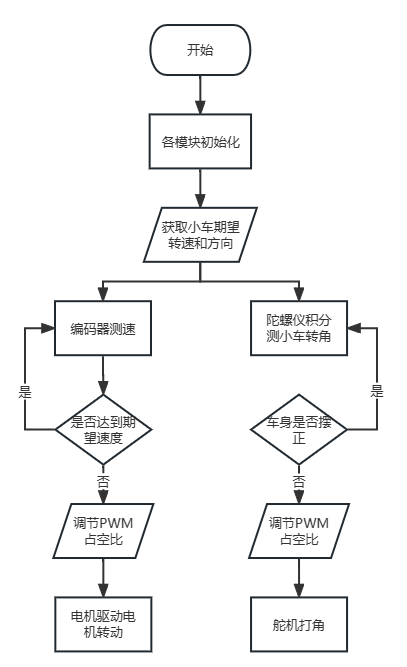 开始
各模块初始化
获取小车期望
转速和方向
编码器测速
陀螺仪积分
测小车转角
是
是
是否达到期
望速度
车身是否摆
正
否
否
调节PWM
占空比
调节PWM
占空比
电机驱动电
机转动
舵机打角